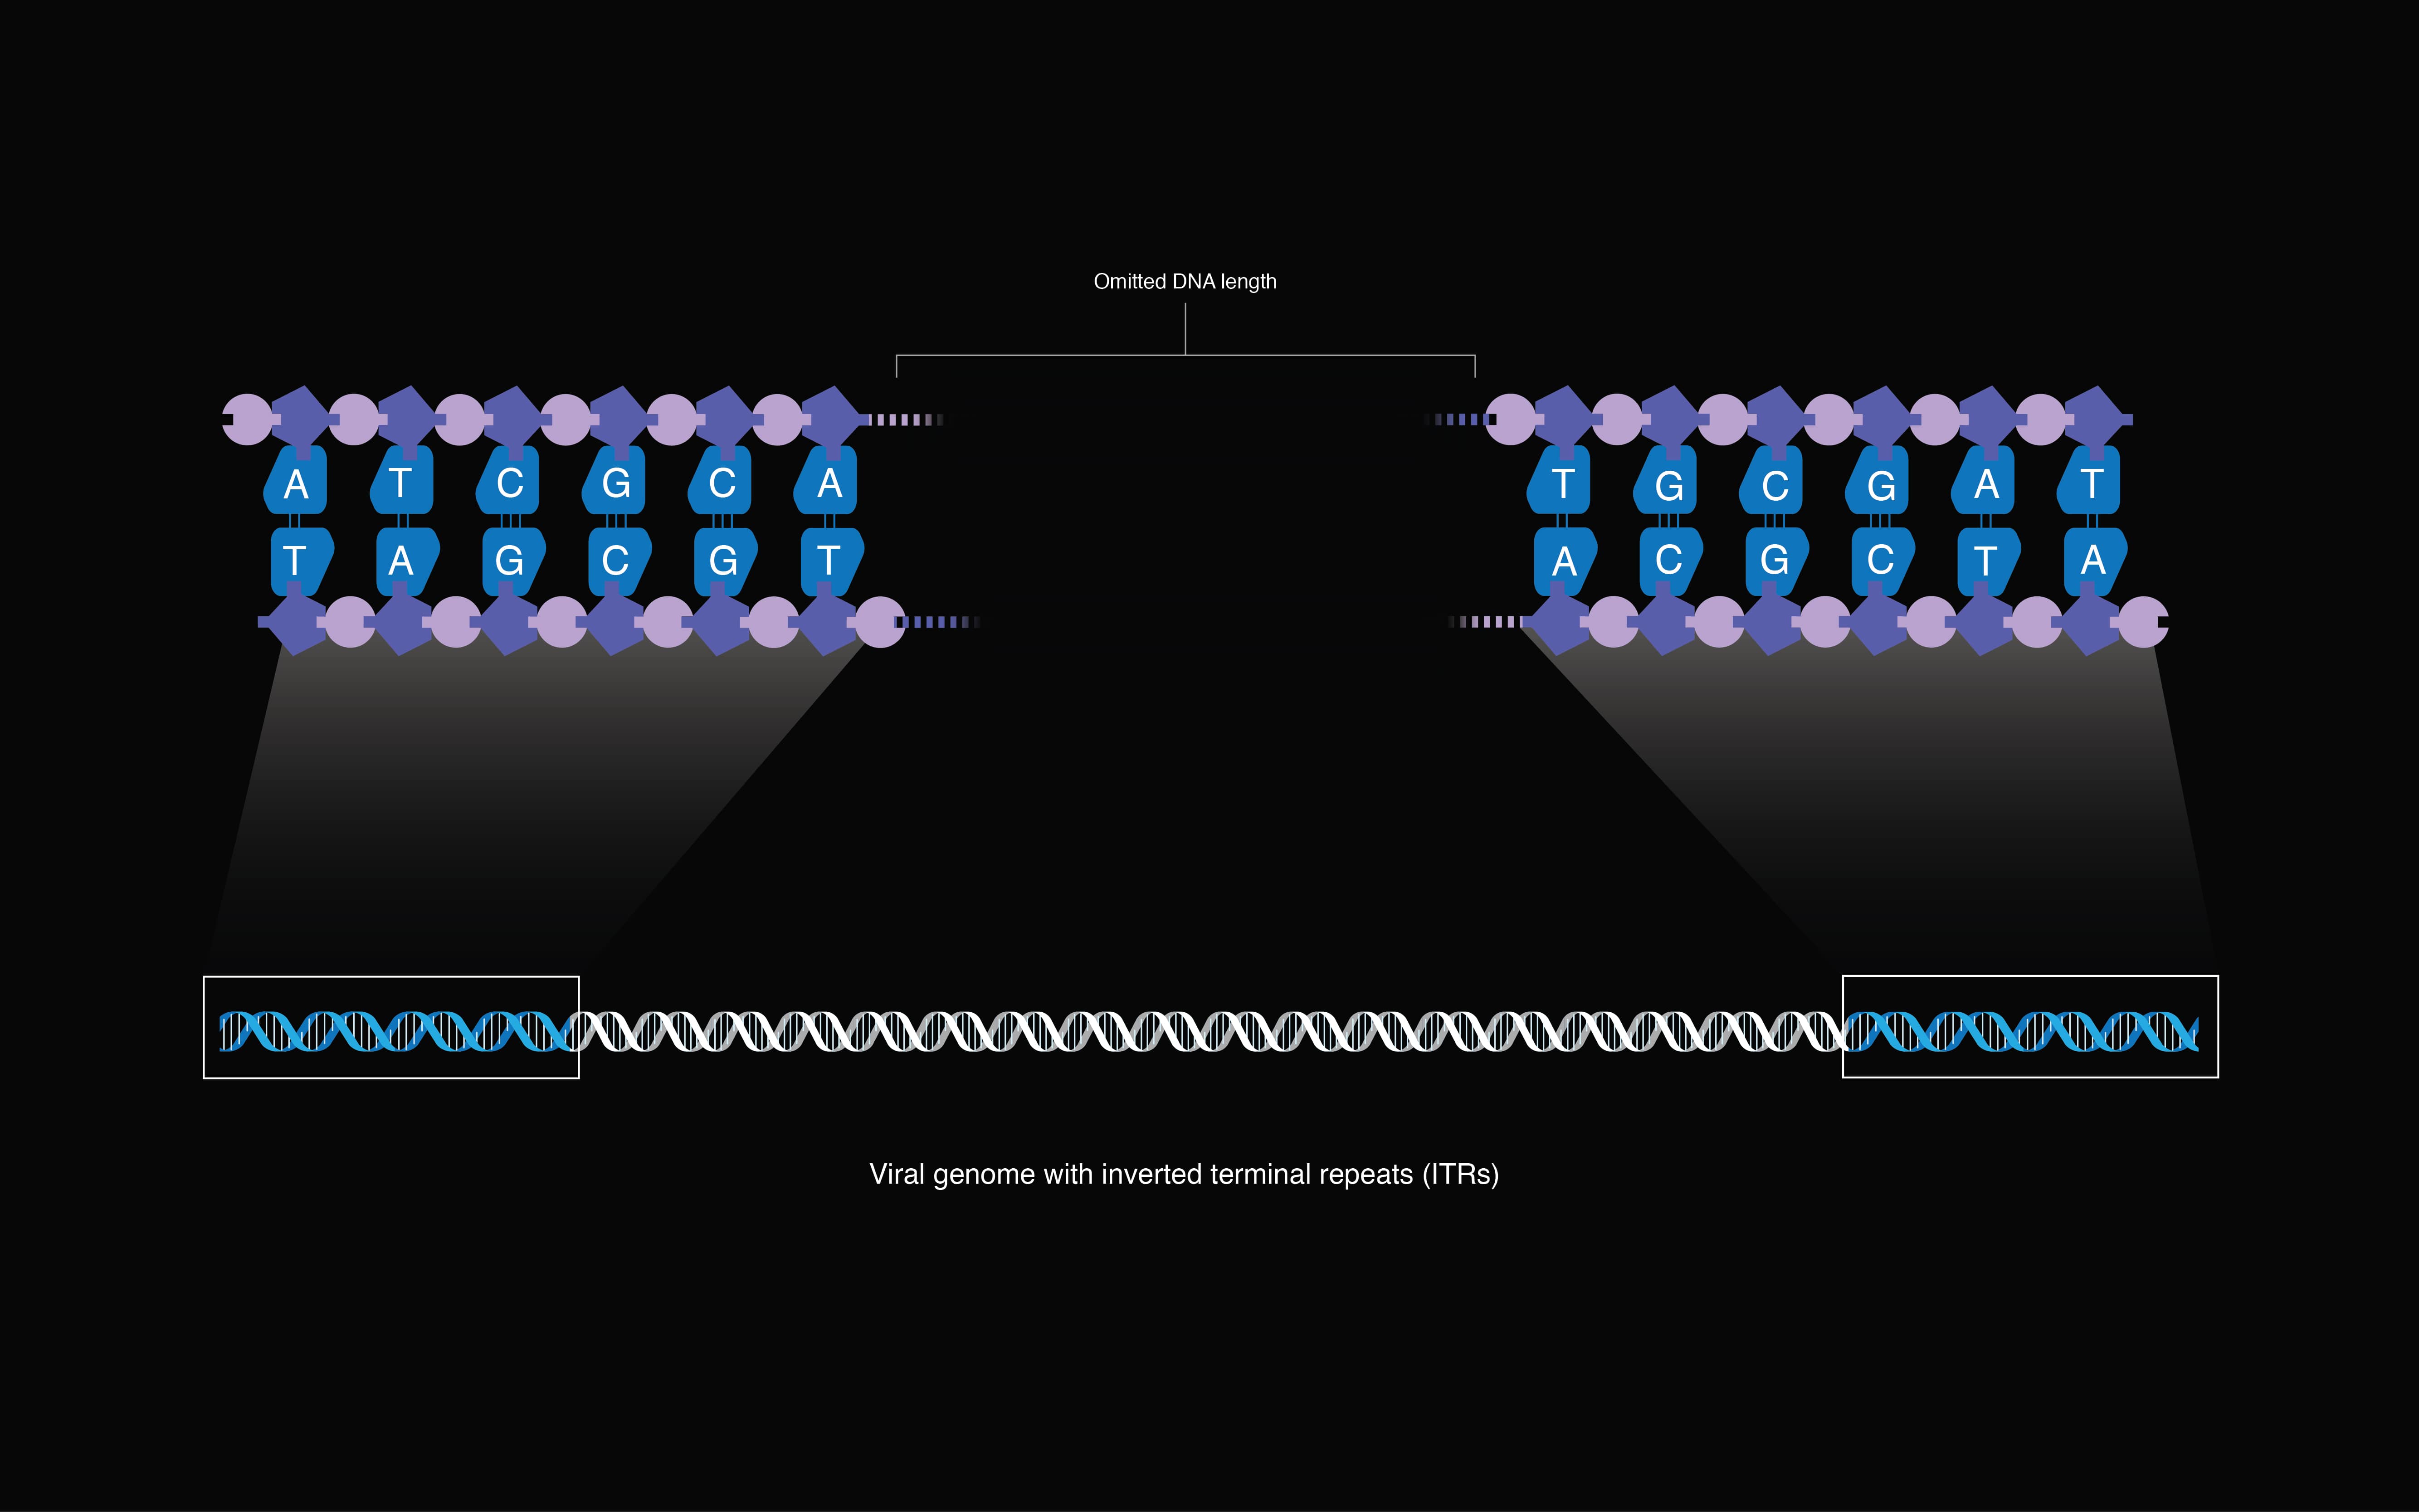 Omitted DNA length
A T C G C A T G C G A T
T A G C G T A C G C T A
Viral genome with inverted terminal repeats (ITRs)